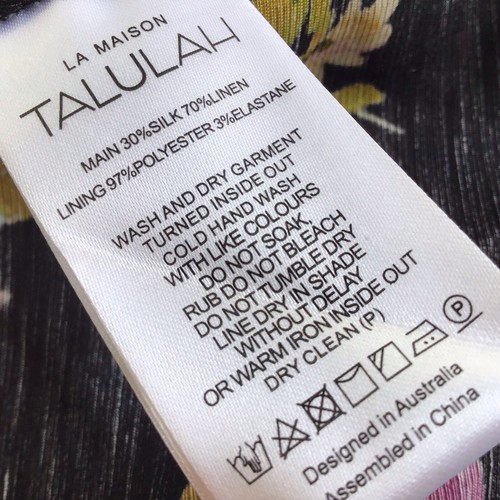 LA MAISON
TALULAH
MAIN 30%SILK 70%LINEN
LINING 97%POLYESTER 3%ELASTANE
WASH AND DRY GARMENT
TURNED INSIDE OUT
COLD HAND WASH
WITH LIKE COLOURS
DO NOT SOAK,
RUB DO NOT BLEACH
DO NOT TUMBLE DRY
LINE DRY IN SHADE
WITHOUT DELAY
OR WARM IRON INSIDE OUT
DRY CLEAN (P)
P
Designed in Australia
Assembled in China